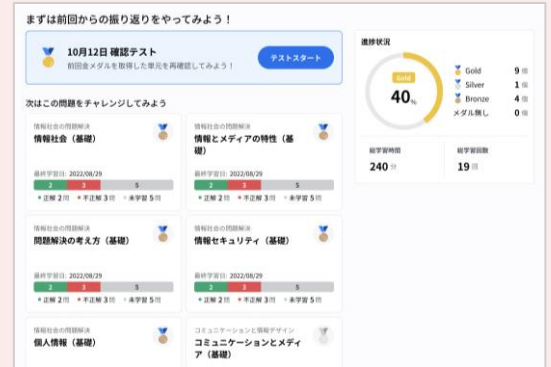 まずは前回からの振り返りをやってみよう！
10月12日 確認テスト
前回金メダルを取得した単元を再確認してみよう！
テストスタート
次はこの問題をチャレンジしてみよう
情報社会の問題解決
情報社会（基礎）
最終学習日: 2022/08/29
2 3 5
正解 2問 不正解 3問 未学習 5問
情報社会の問題解決
情報とメディアの特性（基
礎）
最終学習日: 2022/08/29
2 3 5
正解 2問 不正解 3問 未学習 5問
情報社会の問題解決
問題解決の考え方（基礎）
最終学習日: 2022/08/29
2 3 5
正解 2問 不正解 3問 未学習 5問
情報社会の問題解決
情報セキュリティ（基礎）
最終学習日: 2022/08/29
2 3 5
正解 2問 不正解 3問 未学習 5問
情報社会の問題解決
個人情報（基礎）
コミュニケーションと情報デザイン
コミュニケーションとメディ
ア（基礎）
進捗状況
Gold
40%
Gold 9個
Silver 1個
Bronze 4個
メダル無し 0個
総学習時間
240分
総学習回数
19回